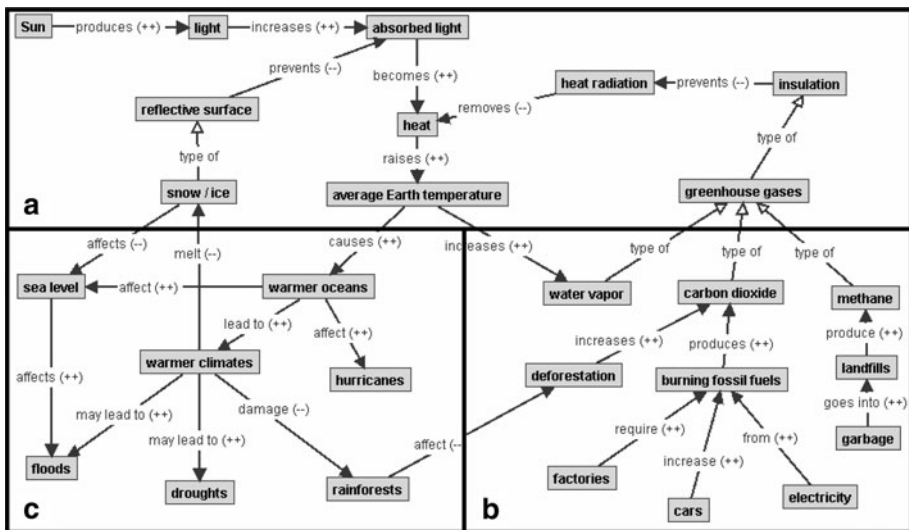 Sun produces (++) light increases (++) absorbed light
prevents (--) becomes (++) heat radiation prevents (--) insulation
reflective surface removes (--)
heat
type of raises (++) type of
a snow / ice average Earth temperature greenhouse gases
affects (--) melt (--) causes (++) increases (++) type of type of type of
sea level affect (++) warmer oceans water vapor carbon dioxide methane
lead to (++) affect (++) increases (++) produces (++) produce (++)
warmer climates hurricanes deforestation burning fossil fuels landfills
affects (++) may lead to (++) damage (--) goes into (++)
may lead to (++) affect (-- require (++) from (++) garbage
floods increase (++)
c droughts rainforests b factories cars electricity